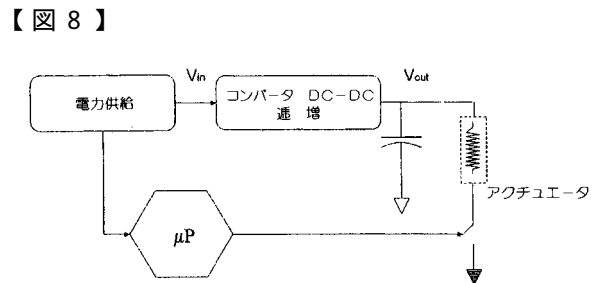 【図8】
Vin
Vout
電力供給
コンバータ DC-DC
逓増
アクチュエータ
μP